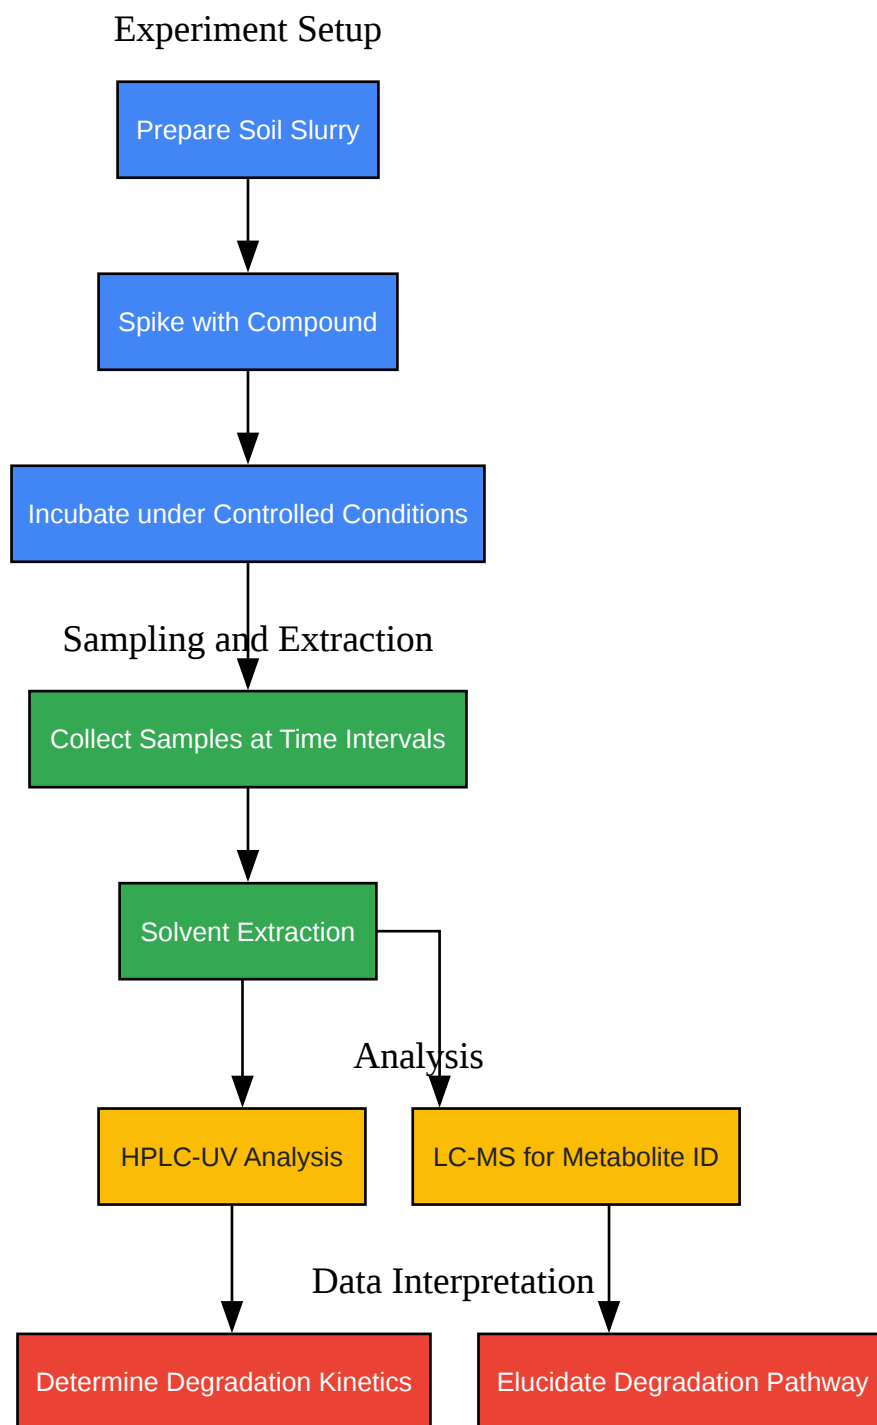 Experiment Setup
Prepare Soil Slurry
Spike with Compound
Incubate under Controlled Conditions
Sampling and Extraction
Collect Samples at Time Intervals
Solvent Extraction
Analysis
HPLC-UV Analysis
LC-MS for Metabolite ID
Data Interpretation
Determine Degradation Kinetics
Elucidate Degradation Pathway